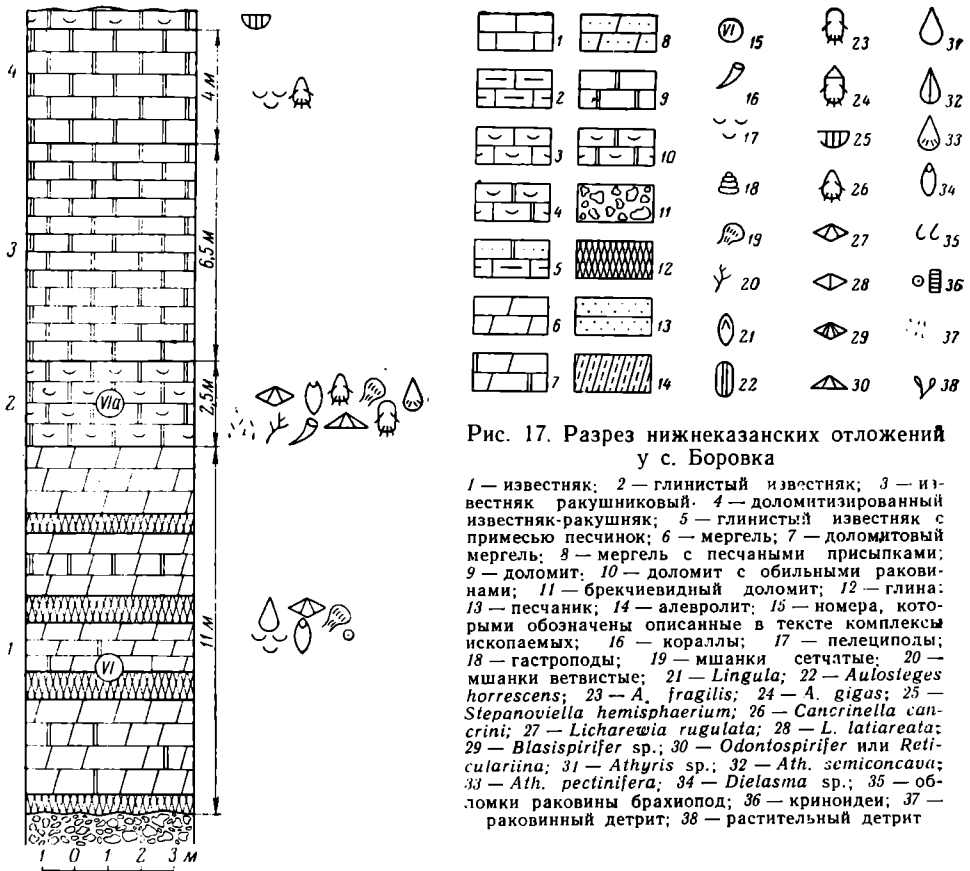 4
3
2
1
4 м
6,5 м
2,5 м
11 м
VIa
VI
1 0 1 2 3 м
1
2
3
4
5
6
7
8
9
10
11
12
13
14
VI 15
16
17
18
19
20
21
22
23
24
25
26
27
28
29
30
31
32
33
34
35
36
37
38
Рис. 17. Разрез нижнеказанских отложений
у с. Боровка
1 — известняк; 2 — глинистый известняк; 3 — из-
вестняк ракушниковый. 4 — доломитизированный
известняк-ракушняк; 5 — глинистый известняк с
примесью песчинок; 6 — мергель; 7 — доломитовый
мергель; 8 — мергель с песчаными присыпками;
9 — доломит; 10 — доломит с обильными ракови-
нами; 11 — брекчиевидный доломит; 12 — глина;
13 — песчаник; 14 — алевролит; 15 — номера, кото-
рыми обозначены описанные в тексте комплексы
ископаемых; 16 — кораллы; 17 — пелециподы;
18 — гастроподы; 19 — мшанки сетчатые; 20 —
мшанки ветвистые; 21 — Lingula; 22 — Aulosteges
horrescens; 23 — A. fragilis; 24 — A. gigas; 25 —
Stepanoviella hemisphaerium; 26 — Cancrinella can-
crini; 27 — Licharewia rugulata; 28 — L. latiareata;
29 — Blasispirifer sp.; 30 — Odontospirifer или Reti-
culariina; 31 — Athyris sp.; 32 — Ath. semiconcava;
33 — Ath. pectinifera; 34 — Dielasma sp.; 35 — об-
ломки раковины брахиопод; 36 — криноидеи; 37 —
раковинный детрит; 38 — растительный детрит